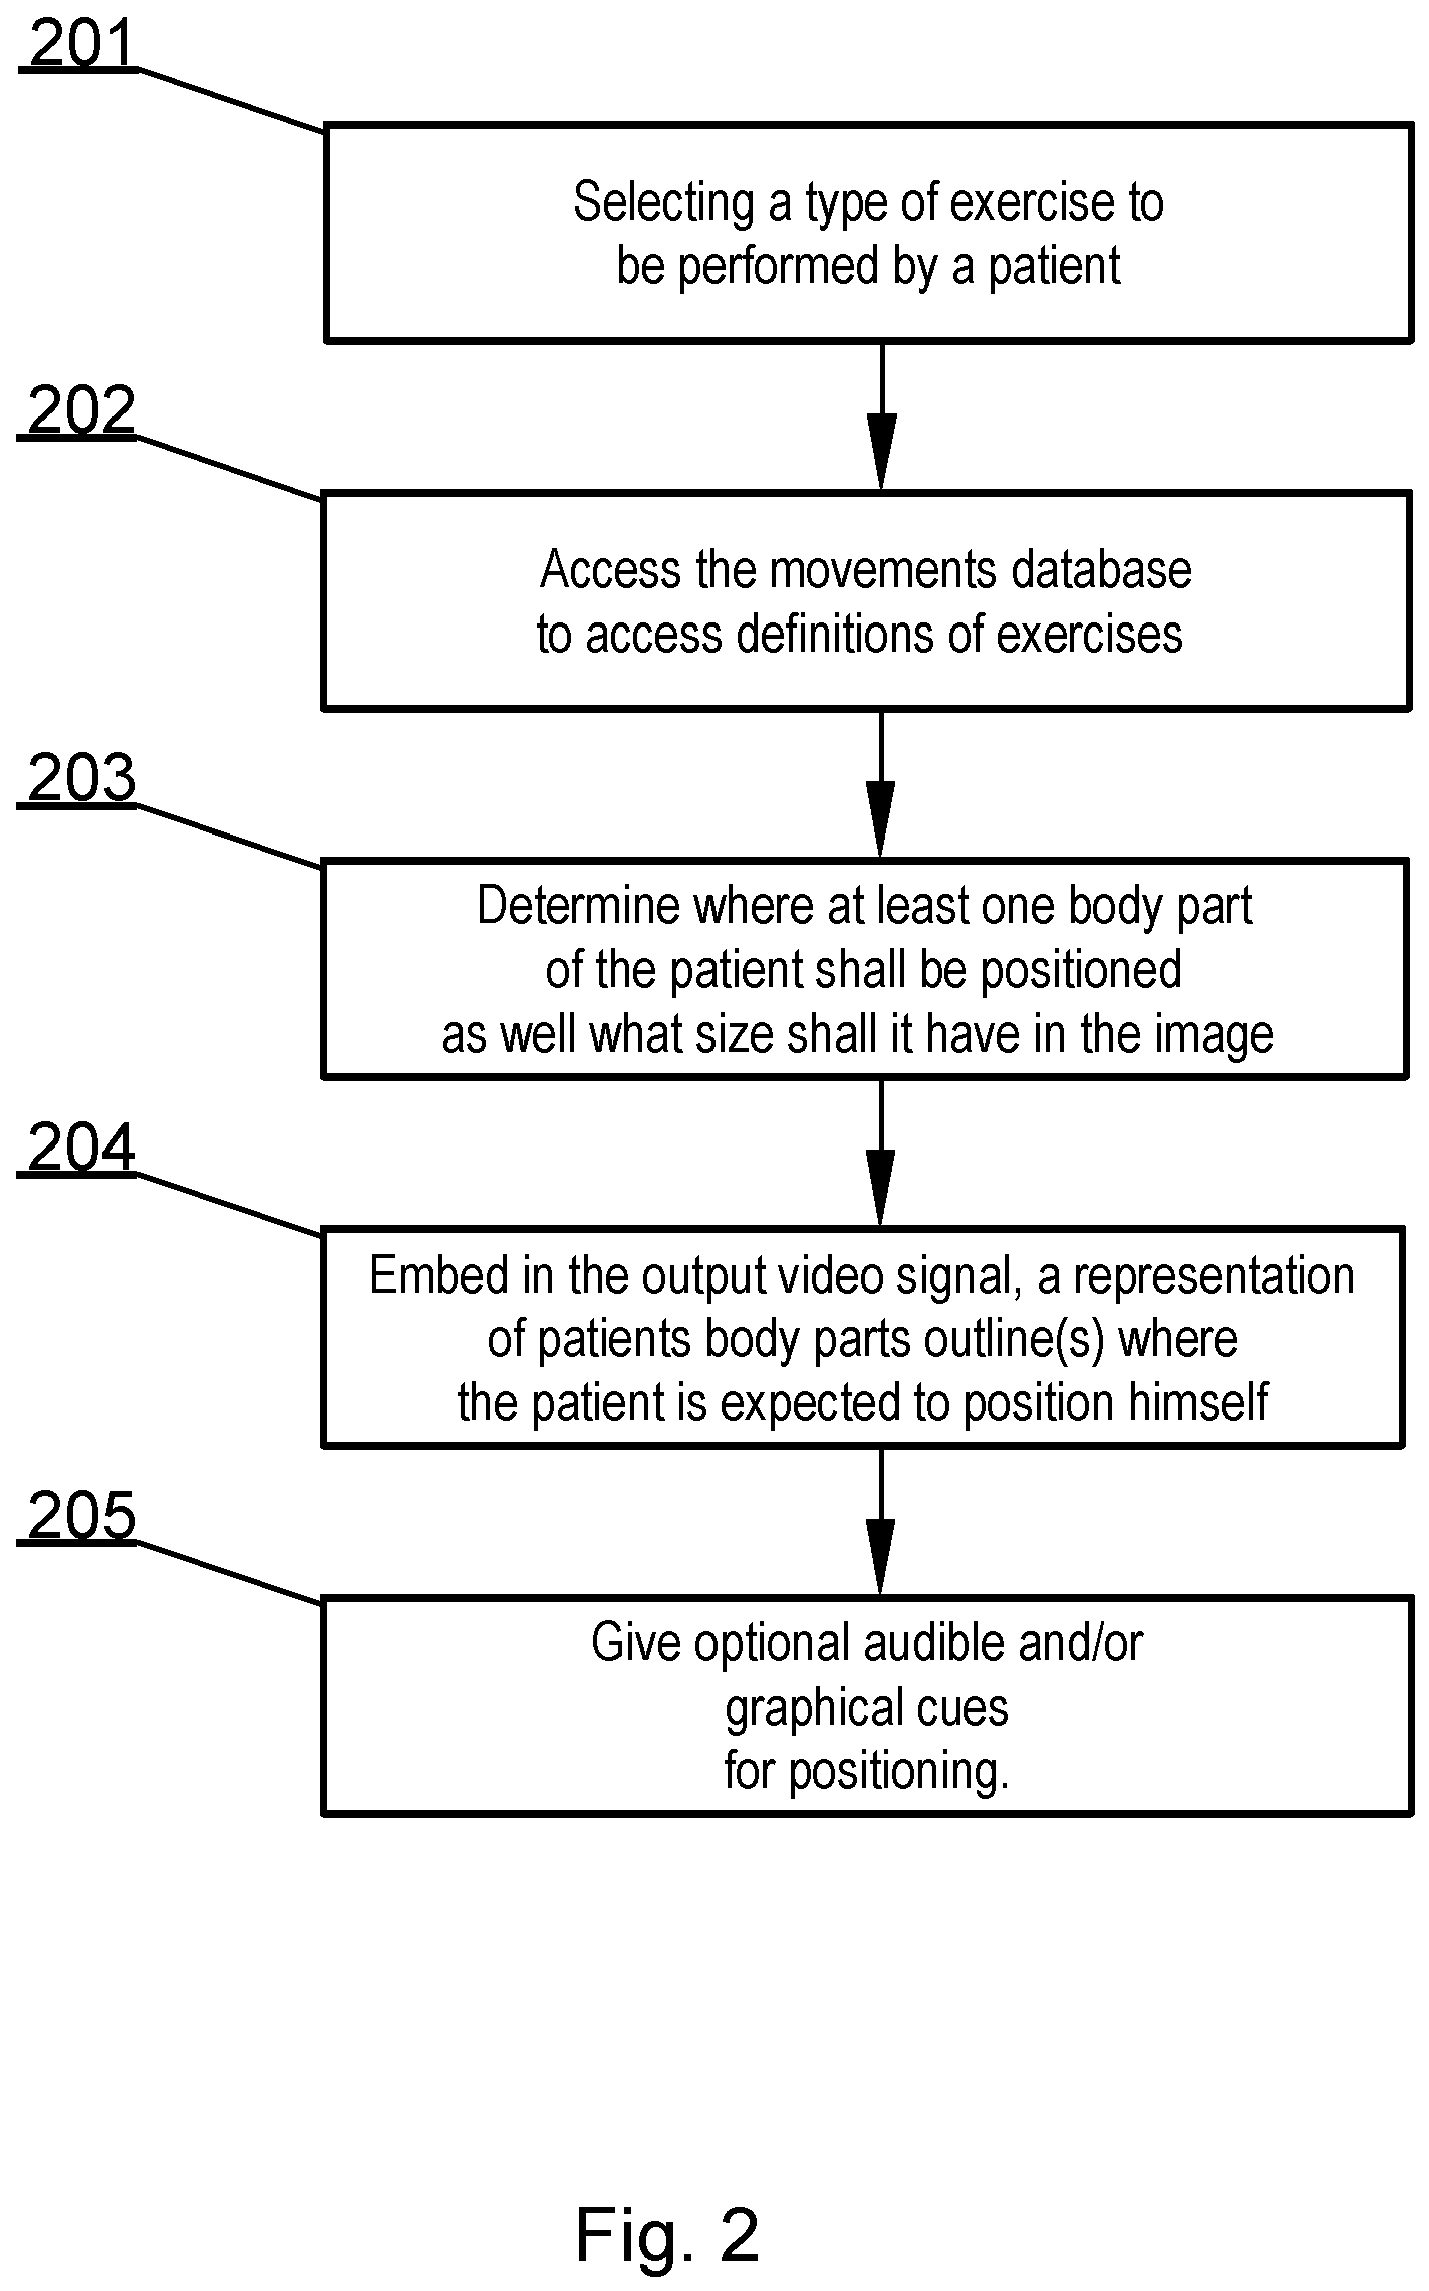 201
Selecting a type of exercise to
be performed by a patient
202
Access the movements database
to access definitions of exercises
203
Determine where at least one body part
of the patient shall be positioned
as well what size shall it have in the image
204
Embed in the output video signal, a representation
of patients body parts outline(s) where
the patient is expected to position himself
205
Give optional audible and/or
graphical cues
for positioning.
Fig. 2